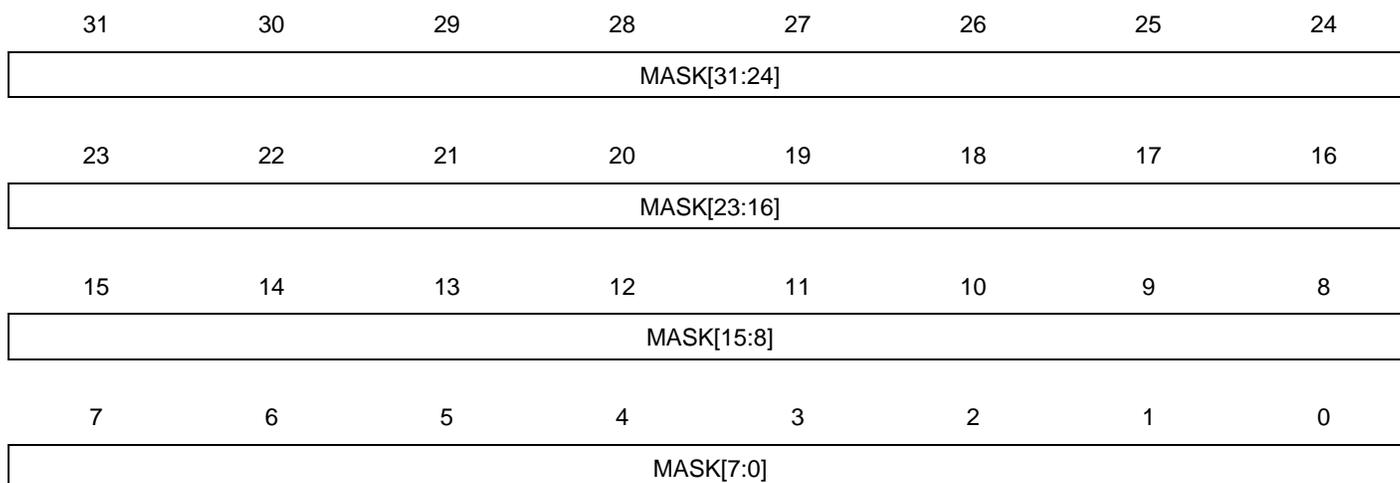 31 30 29 28 27 26 25 24
MASK[31:24]
23 22 21 20 19 18 17 16
MASK[23:16]
15 14 13 12 11 10 9 8
MASK[15:8]
7 6 5 4 3 2 1 0
MASK[7:0]